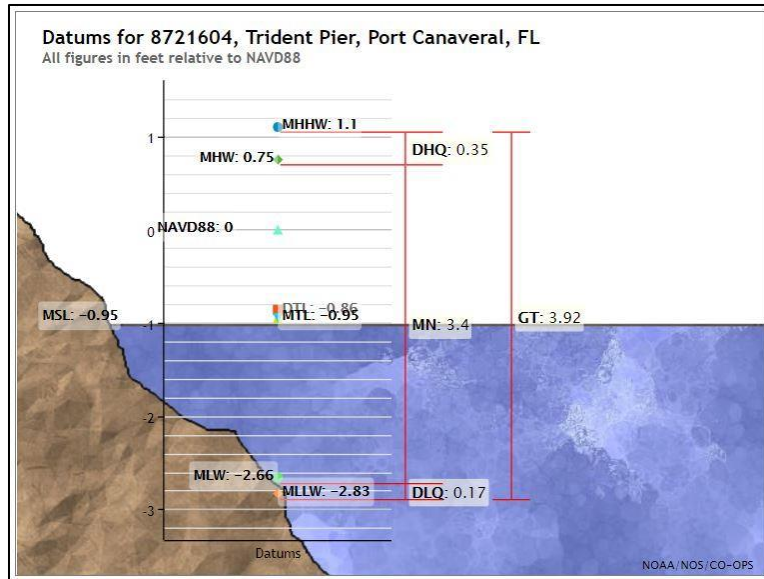 Datums for 8721604, Trident Pier, Port Canaveral, FL
All figures in feet relative to NAVD88
MHHW: 1.1
1
DHQ: 0.35
MHW: 0.75
NAVD88: 0
0
DTL: -0.86
MSL: -0.95
-1
MTL: -0.95
MN: 3.4
GT: 3.92
-2
MLW: -2.66
MLLW: -2.83
DLQ: 0.17
-3
Datums
NOAA/NOS/CO-OPS